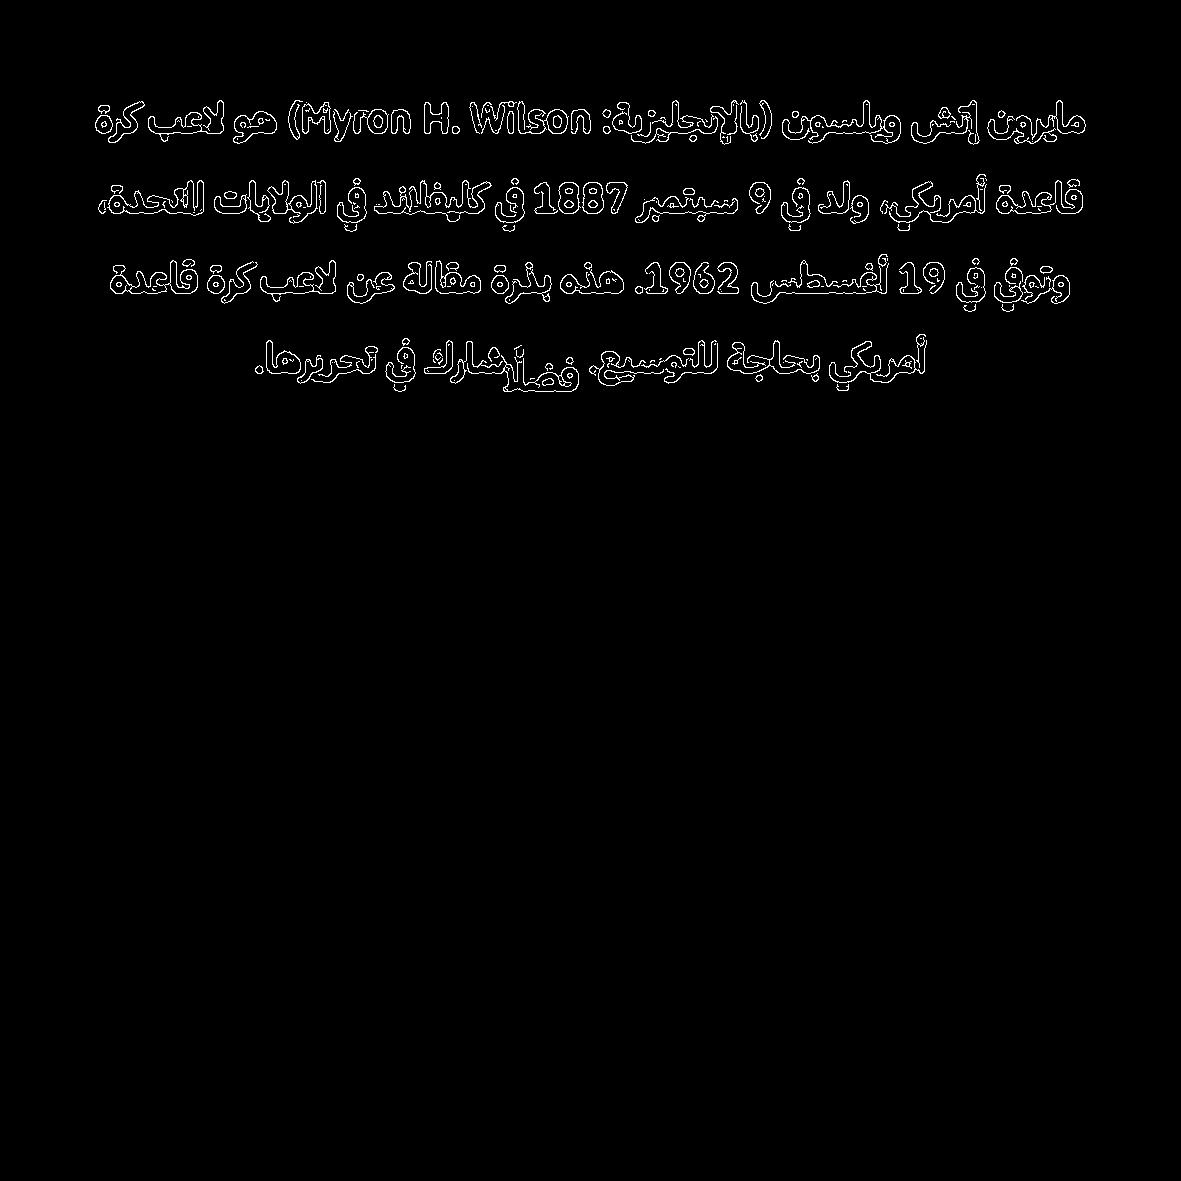 مايرون إتش ويلسون (بالإنجليزية: Myron H. Wilson) هو لاعب كرة
قاعدة أمريكي، ولد في 9 سبتمبر 1887 في كليفلاند في الولايات المتحدة،
وتوفي في 19 أغسطس 1962. هذه بذرة مقالة عن لاعب كرة قاعدة
أمريكي بحاجة للتوسيع. فضلًا شارك في تحريرها.